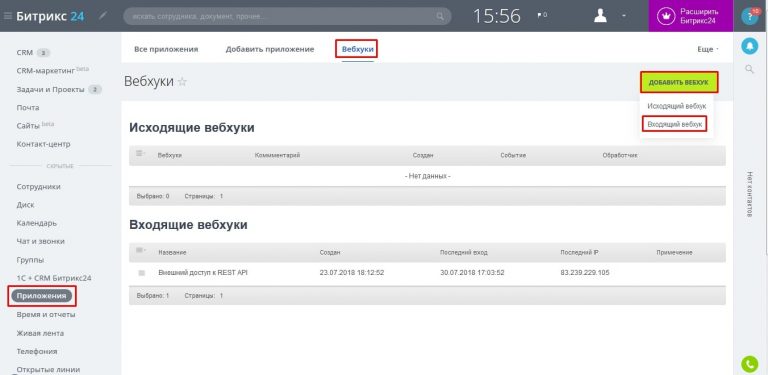 Битрикс 24
искать сотрудника, документ, прочее...
15:56
0
Расширить
Битрикс24
?
10
CRM 3
CRM-маркетинг beta
Задачи и Проекты 2
Почта
Сайты beta
Контакт-центр
СКРЫТЫЕ
Сотрудники
Диск
Календарь
Чат и звонки
Группы
1С + CRM Битрикс24
Приложения
Время и отчеты
Живая лента
Телефония
Открытые линии
Все приложения Добавить приложение Вебхуки Еще
Вебхуки
ДОБАВИТЬ ВЕБХУК
Исходящий вебхук
Входящий вебхук
Исходящие вебхуки
Вебхуки Комментарий Создан Событие Обработчик
- Нет данных -
Выбрано: 0 Страницы: 1
Входящие вебхуки
Название Создан Последний вход Последний IP Примечение
Внешний доступ к REST API 23.07.2018 18:12:52 30.07.2018 17:03:52 83.239.229.105
Выбрано: 1 Страницы: 1
Нет контактов